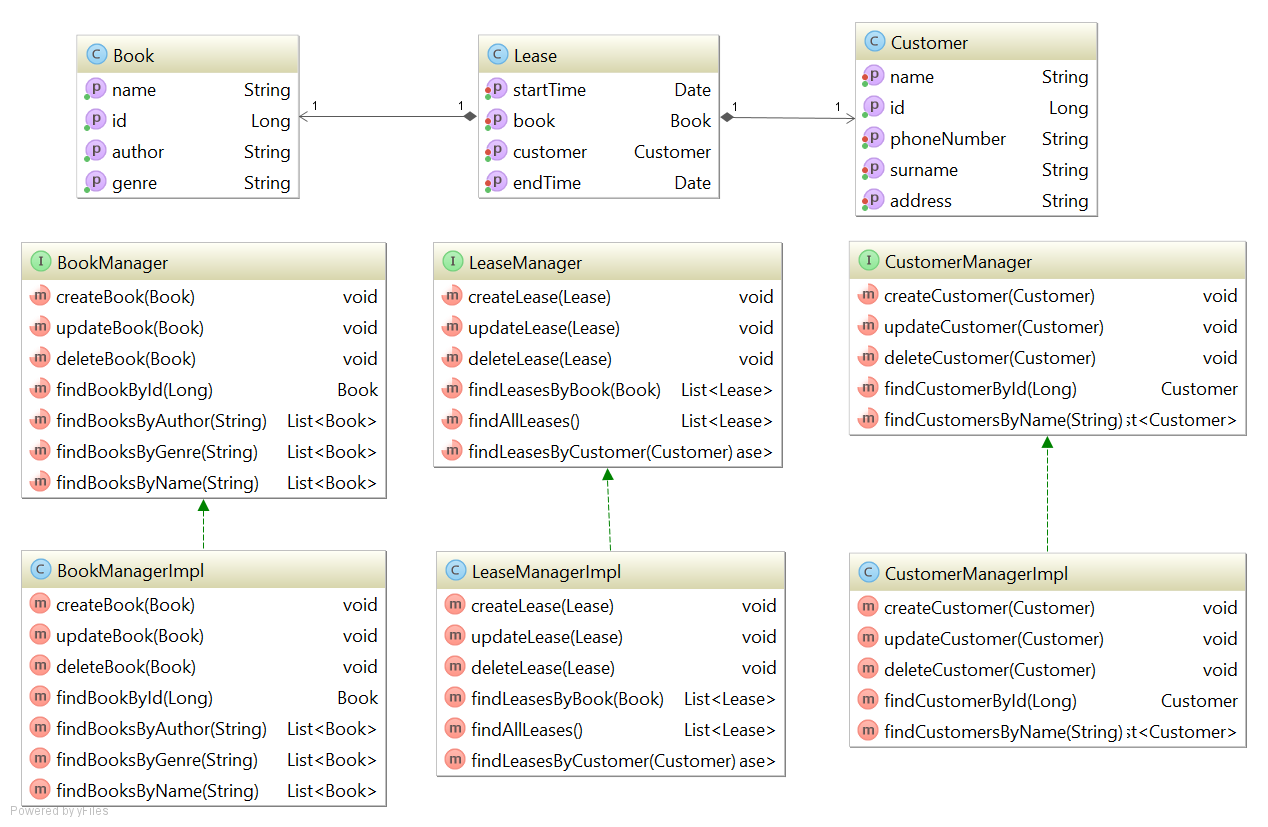 C Book
p name String
p id Long
p author String
p genre String
1 1
C Lease
p startTime Date
p book Book
p customer Customer
p endTime Date
1 1
C Customer
p name String
p id Long
p phoneNumber String
p surname String
p address String
I BookManager
m createBook(Book) void
m updateBook(Book) void
m deleteBook(Book) void
m findBookById(Long) Book
m findBooksByAuthor(String) List<Book>
m findBooksByGenre(String) List<Book>
m findBooksByName(String) List<Book>
I LeaseManager
m createLease(Lease) void
m updateLease(Lease) void
m deleteLease(Lease) void
m findLeasesByBook(Book) List<Lease>
m findAllLeases() List<Lease>
m findLeasesByCustomer(Customer) ase>
I CustomerManager
m createCustomer(Customer) void
m updateCustomer(Customer) void
m deleteCustomer(Customer) void
m findCustomerById(Long) Customer
m findCustomersByName(String) st<Customer>
C BookManagerImpl
m createBook(Book) void
m updateBook(Book) void
m deleteBook(Book) void
m findBookById(Long) Book
m findBooksByAuthor(String) List<Book>
m findBooksByGenre(String) List<Book>
m findBooksByName(String) List<Book>
C LeaseManagerImpl
m createLease(Lease) void
m updateLease(Lease) void
m deleteLease(Lease) void
m findLeasesByBook(Book) List<Lease>
m findAllLeases() List<Lease>
m findLeasesByCustomer(Customer) ase>
C CustomerManagerImpl
m createCustomer(Customer) void
m updateCustomer(Customer) void
m deleteCustomer(Customer) void
m findCustomerById(Long) Customer
m findCustomersByName(String) st<Customer>
Powered by yFiles